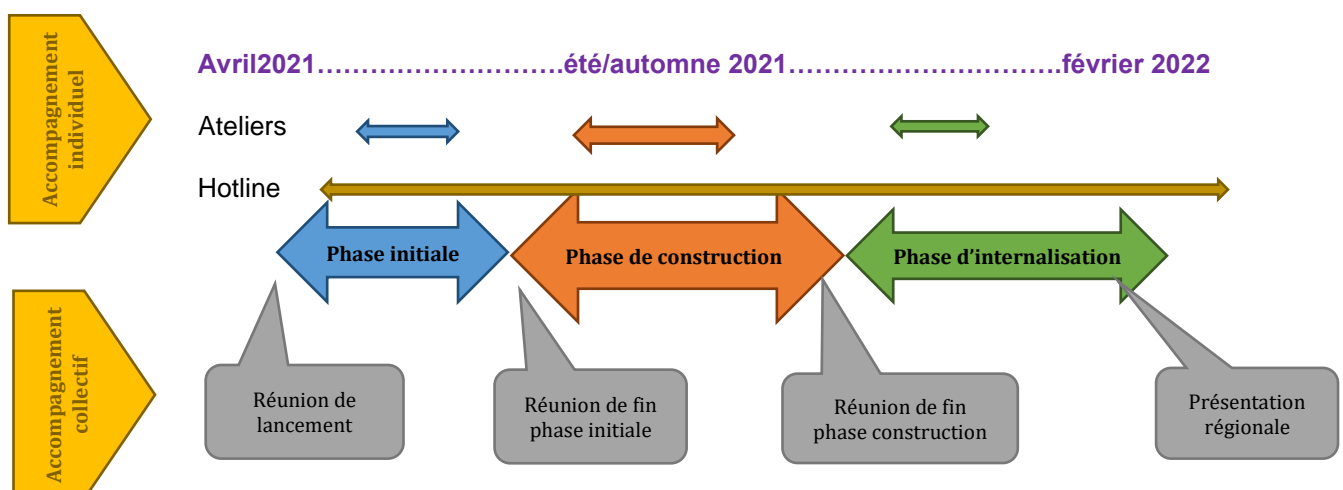 Accompagnement
individuel
Avril2021……………………….été/automne 2021………………………….février 2022
Ateliers
Hotline
Phase initiale
Phase de construction
Phase d’internalisation
Accompagnement
collectif
Réunion de
lancement
Réunion de fin
phase initiale
Réunion de fin
phase construction
Présentation
régionale